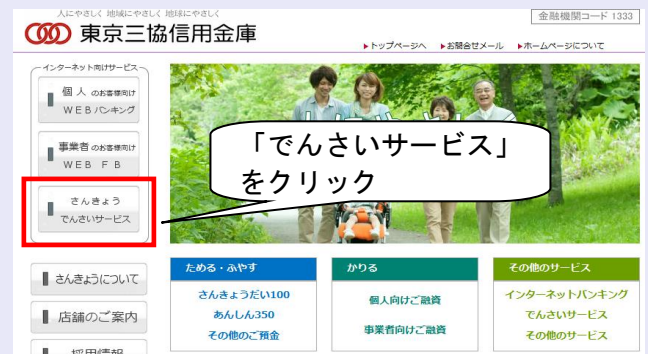 人にやさしく 地域にやさしく 地球にやさしく
東京三協信用金庫
金融機関コード 1333
▶トップページへ ▶お問合せメール ▶ホームページについて
インターネット向けサービス
個 人 のお客様向け
W E B バンキング
事業者 のお客様向け
W E B F B
さんきょう
でんさいサービス
「でんさいサービス」
をクリック
さんきょうについて
店舗のご案内
採用情報
ためる・ふやす
さんきょうだい100
あんしん350
その他のご預金
かりる
個人向けご融資
事業者向けご融資
その他のサービス
インターネットバンキング
でんさいサービス
その他のサービス